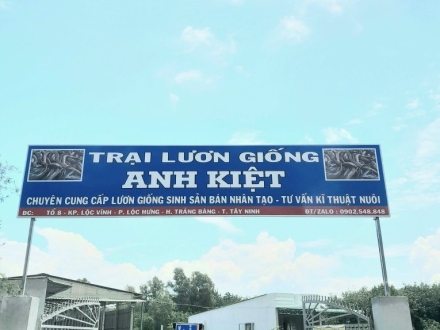 TRẠI LƯƠN GIỐNG
ANH KIỆT
CHUYÊN CUNG CẤP LƯƠN GIỐNG SINH SẢN BÁN NHÂN TẠO - TƯ VẤN KĨ THUẬT NUÔI
ĐC: TỔ 8 - KP. LỘC VĨNH - P. LỘC HƯNG - H. TRẢNG BÀNG - T. TÂY NINH ĐT/ZALO : 0902.548.848